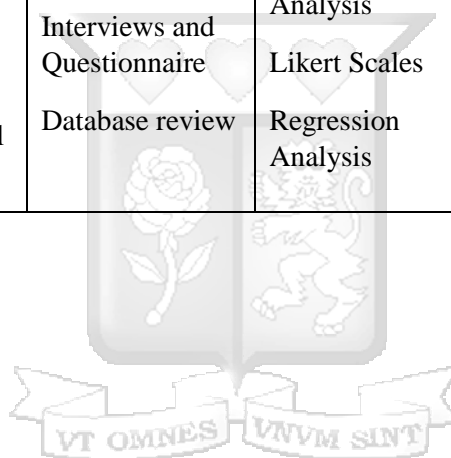 Analysis
Interviews and
Questionnaire
Likert Scales
Database review
Regression
Analysis
l
VT OMNES VNVM SINT